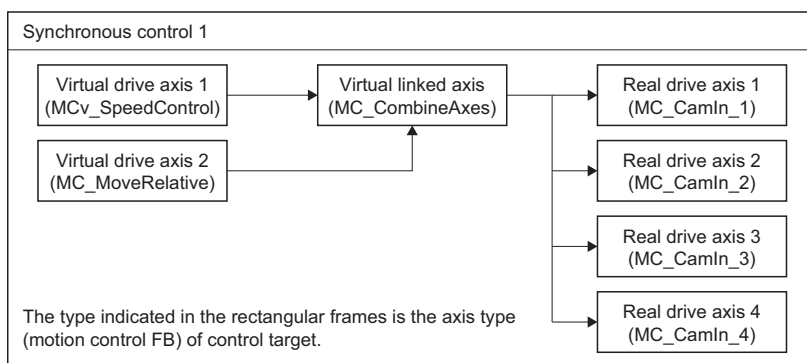 Synchronous control 1
Virtual drive axis 1
(MCv_SpeedControl)
Virtual linked axis
(MC_CombineAxes)
Real drive axis 1
(MC_CamIn_1)
Virtual drive axis 2
(MC_MoveRelative)
Real drive axis 2
(MC_CamIn_2)
Real drive axis 3
(MC_CamIn_3)
Real drive axis 4
(MC_CamIn_4)
The type indicated in the rectangular frames is the axis type
(motion control FB) of control target.